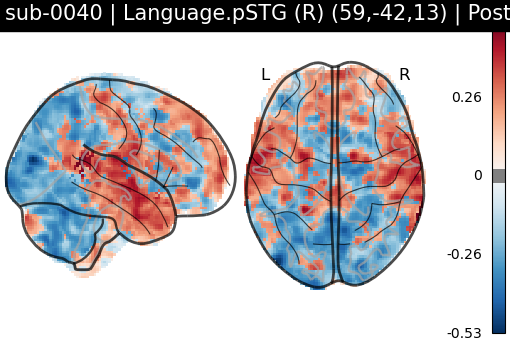 sub-0040 | Language.pSTG (R) (59,-42,13) | Post
L
R
0.26
0
-0.26
-0.53